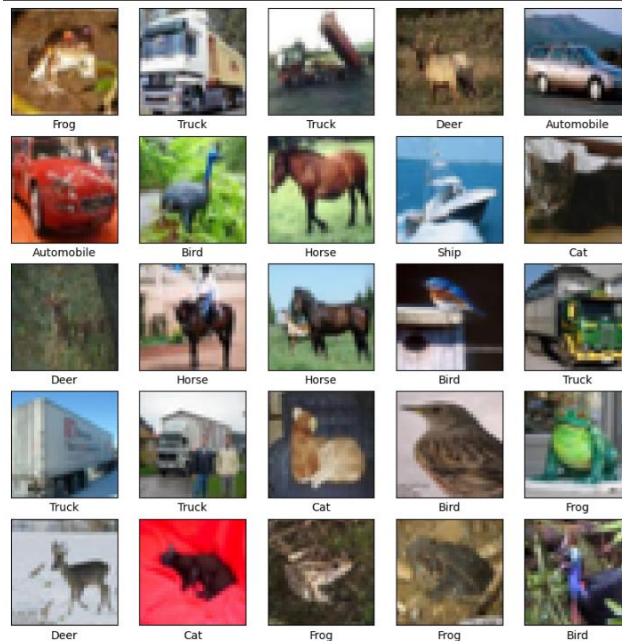 Frog Truck Truck Deer Automobile
Automobile Bird Horse Ship Cat
Deer Horse Horse Bird Truck
Truck Truck Cat Bird Frog
Deer Cat Frog Frog Bird